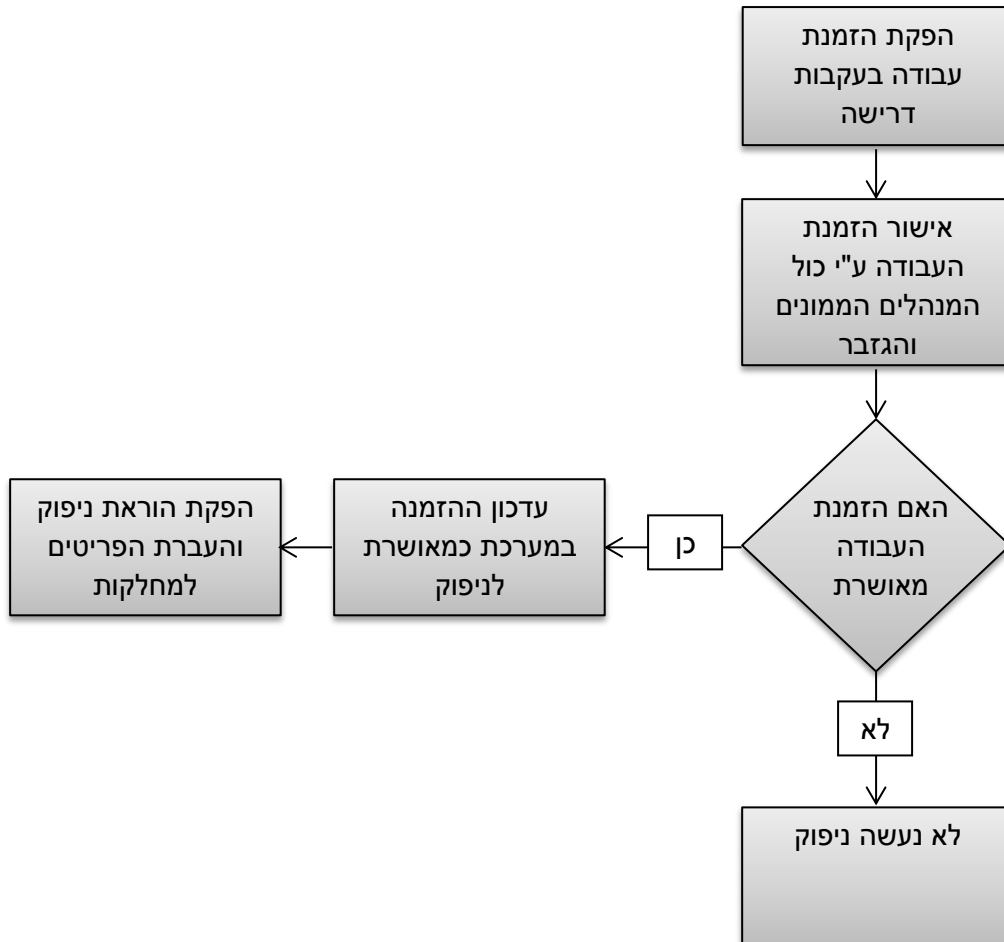 הפקת הזמנת
עבודה בעקבות
דרישה
אישור הזמנת
העבודה ע"י כול
המנהלים הממונים
והגזבר
האם הזמנת
העבודה
מאושרת
כן
עדכון ההזמנה
במערכת כמאושרת
לניפוק
הפקת הוראת ניפוק
והעברת הפריטים
למחלקות
לא
לא נעשה ניפוק